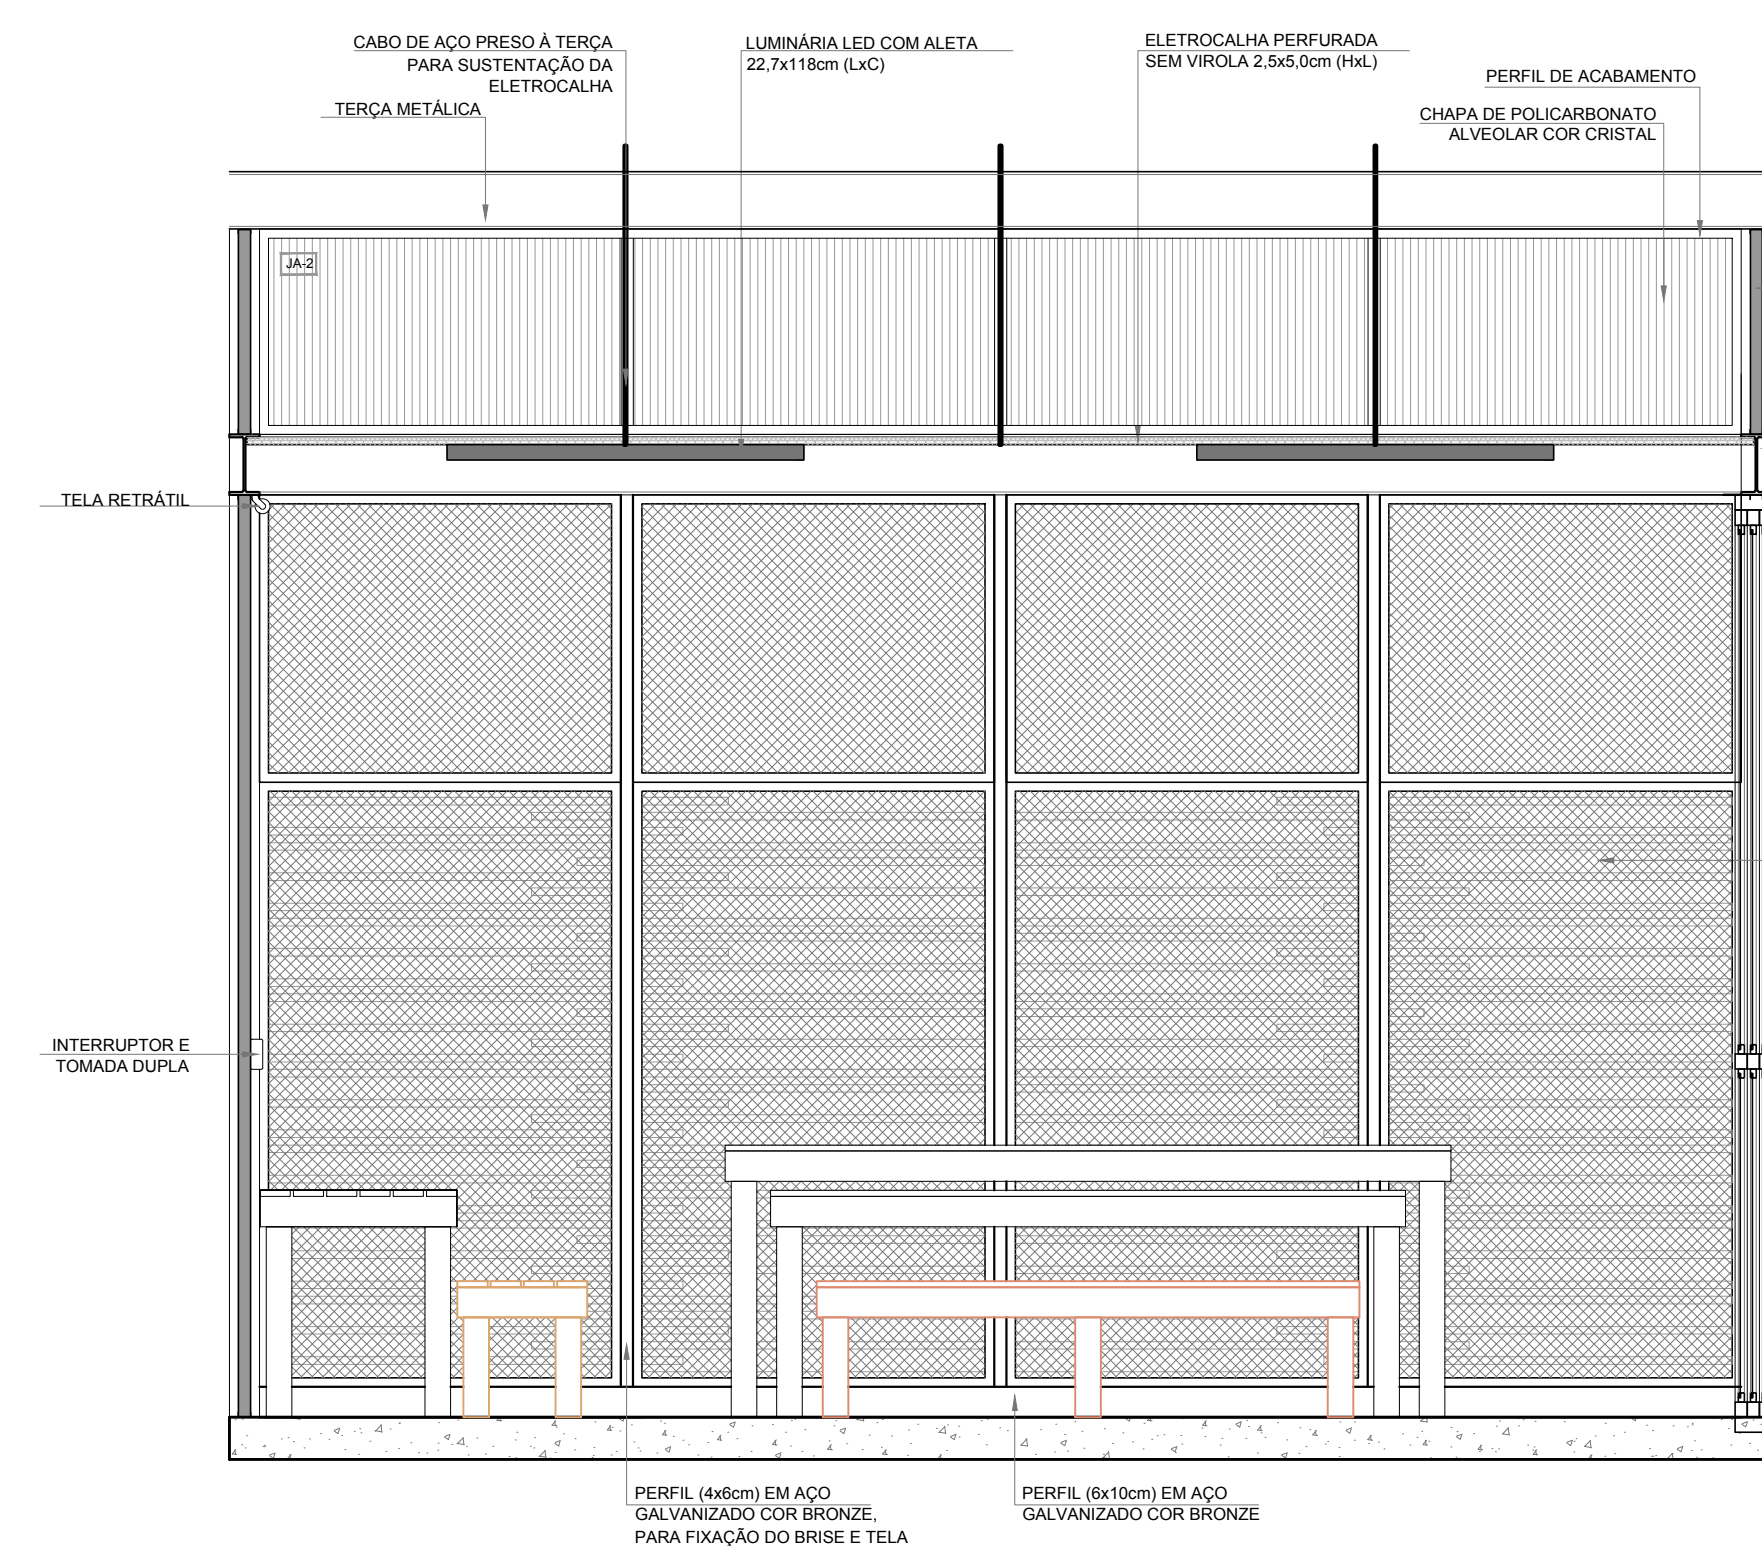 CABO DE AÇO PRESO À TERÇA
PARA SUSTENTAÇÃO DA
ELETROCALHA
TERÇA METÁLICA
LUMINÁRIA LED COM ALETA
22,7x118cm (LxC)
ELETROCALHA PERFURADA
SEM VIROLA 2,5x5,0cm (HxL)
PERFIL DE ACABAMENTO
CHAPA DE POLICARBONATO
ALVEOLAR COR CRISTAL
JA-2
TELA RETRÁTIL
INTERRUPTOR E
TOMADA DUPLA
PERFIL (4x6cm) EM AÇO
GALVANIZADO COR BRONZE,
PARA FIXAÇÃO DO BRISE E TELA
PERFIL (6x10cm) EM AÇO
GALVANIZADO COR BRONZE